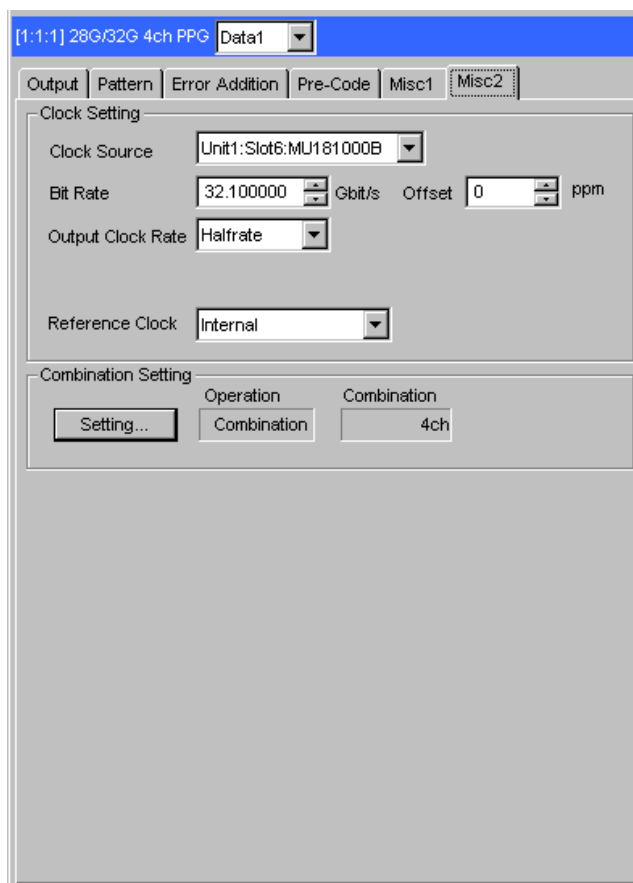 [1:1:1] 28G/32G 4ch PPG Data1
Output Pattern Error Addition Pre-Code Misc1 Misc2
Clock Setting
Clock Source Unit1:Slot6:MU181000B
Bit Rate 32.100000 Gbit/s Offset 0 ppm
Output Clock Rate Halfrate
Reference Clock Internal
Combination Setting
Operation Combination
Setting... Combination 4ch